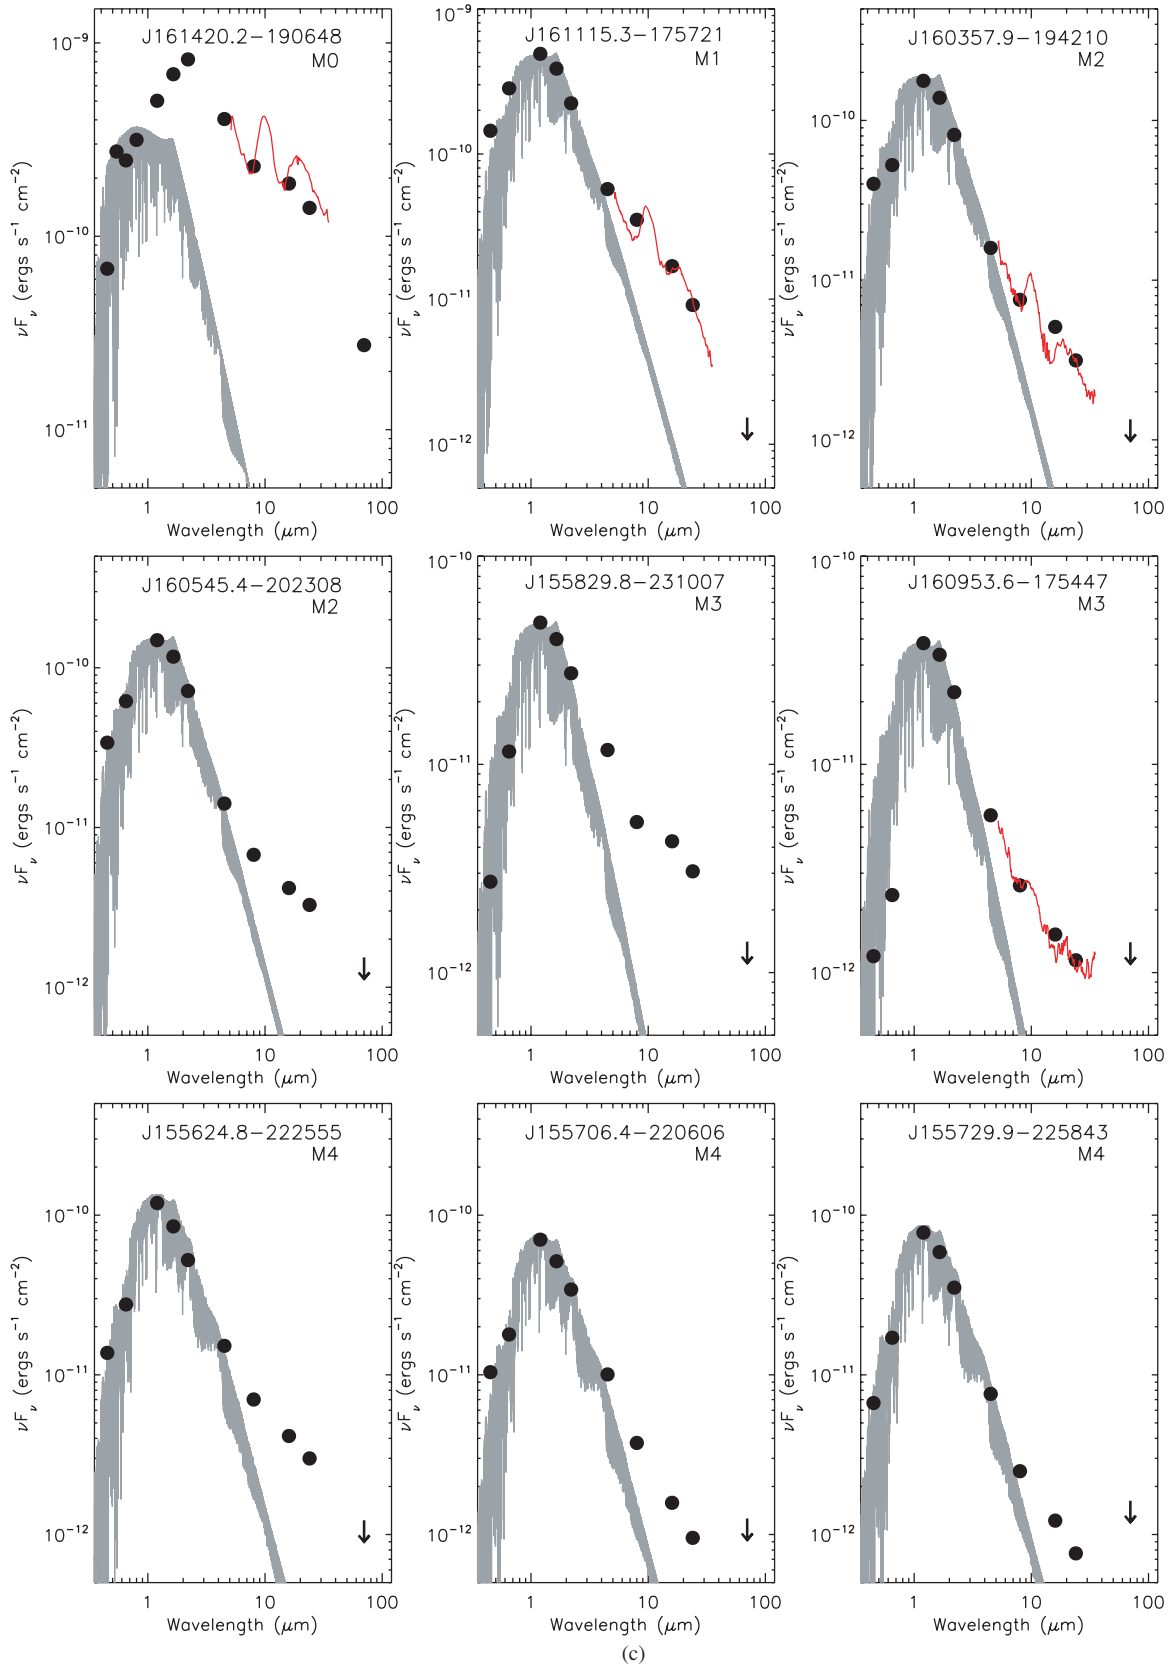 J161420.2−190648
M0
10⁻⁹
10⁻¹⁰
10⁻¹¹
νFᵥ (ergs s⁻¹ cm⁻²)
1 10 100
Wavelength (μm)
J161115.3−175721
M1
10⁻⁹
10⁻¹⁰
10⁻¹¹
10⁻¹²
νFᵥ (ergs s⁻¹ cm⁻²)
1 10 100
Wavelength (μm)
J160357.9−194210
M2
10⁻¹⁰
10⁻¹¹
10⁻¹²
νFᵥ (ergs s⁻¹ cm⁻²)
1 10 100
Wavelength (μm)
J160545.4−202308
M2
10⁻¹⁰
10⁻¹¹
10⁻¹²
νFᵥ (ergs s⁻¹ cm⁻²)
1 10 100
Wavelength (μm)
J155829.8−231007
M3
10⁻¹⁰
10⁻¹¹
10⁻¹²
νFᵥ (ergs s⁻¹ cm⁻²)
1 10 100
Wavelength (μm)
J160953.6−175447
M3
10⁻¹⁰
10⁻¹¹
10⁻¹²
νFᵥ (ergs s⁻¹ cm⁻²)
1 10 100
Wavelength (μm)
J155624.8−222555
M4
10⁻¹⁰
10⁻¹¹
10⁻¹²
νFᵥ (ergs s⁻¹ cm⁻²)
1 10 100
Wavelength (μm)
J155706.4−220606
M4
10⁻¹⁰
10⁻¹¹
10⁻¹²
νFᵥ (ergs s⁻¹ cm⁻²)
1 10 100
Wavelength (μm)
J155729.9−225843
M4
10⁻¹⁰
10⁻¹¹
10⁻¹²
νFᵥ (ergs s⁻¹ cm⁻²)
1 10 100
Wavelength (μm)
(c)